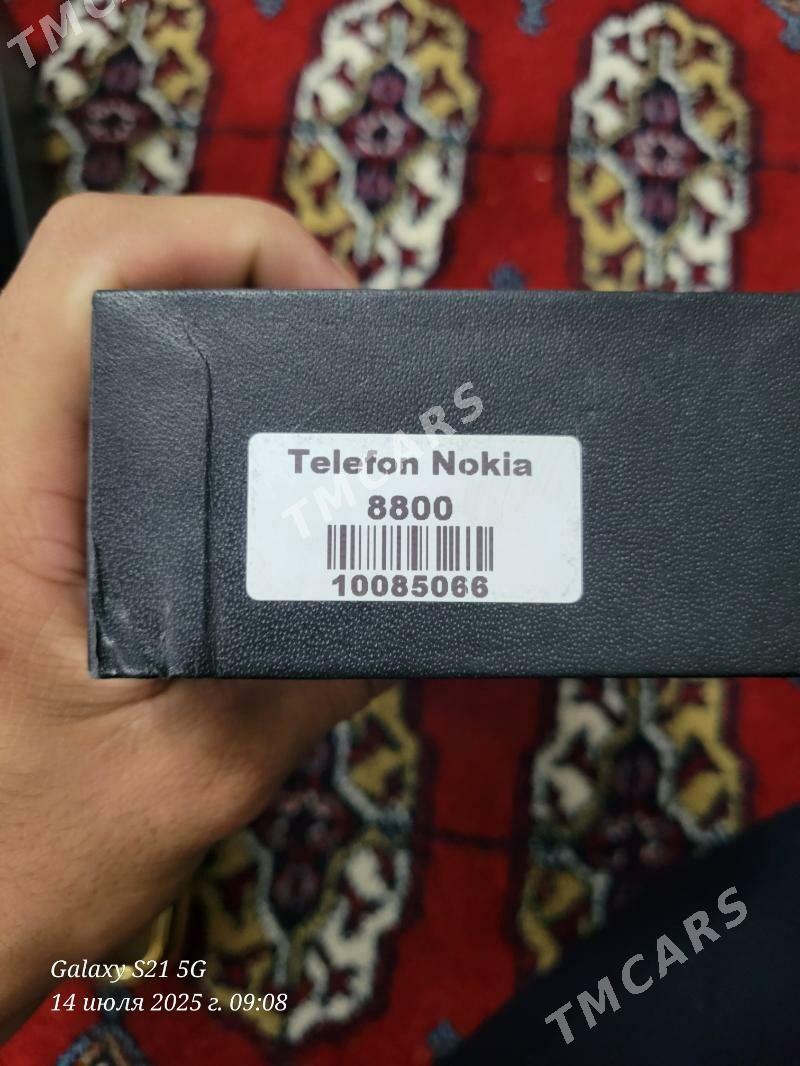 TMCARS
Telefon Nokia
8800
10085066
TMCARS
TMCARS
Galaxy S21 5G
14 июля 2025 г. 09:08